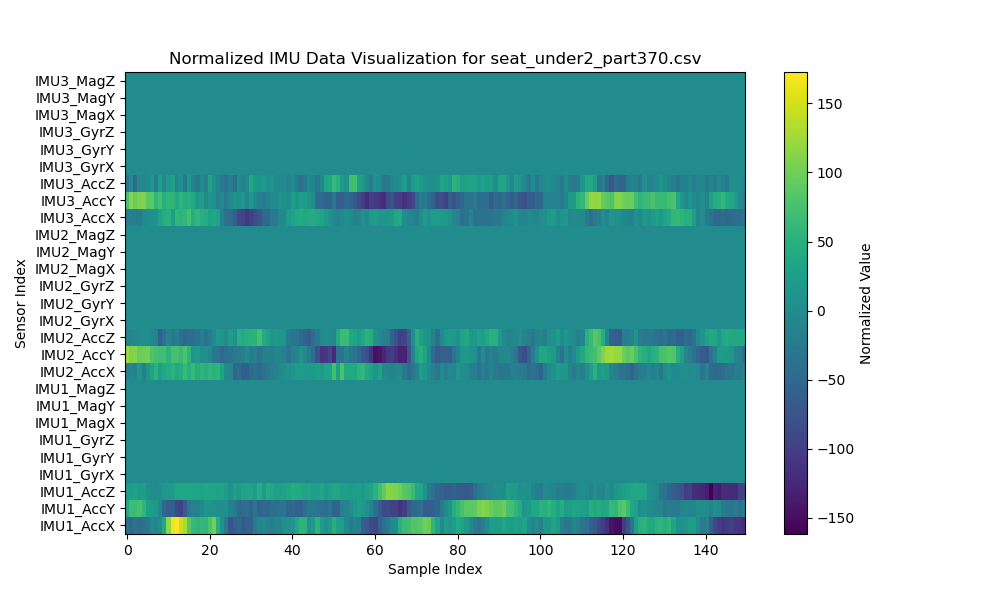 Normalized IMU Data Visualization for seat_under2_part370.csv
IMU3_MagZ
IMU3_MagY
IMU3_MagX
IMU3_GyrZ
IMU3_GyrY
IMU3_GyrX
IMU3_AccZ
IMU3_AccY
IMU3_AccX
IMU2_MagZ
IMU2_MagY
IMU2_MagX
IMU2_GyrZ
IMU2_GyrY
IMU2_GyrX
IMU2_AccZ
IMU2_AccY
IMU2_AccX
IMU1_MagZ
IMU1_MagY
IMU1_MagX
IMU1_GyrZ
IMU1_GyrY
IMU1_GyrX
IMU1_AccZ
IMU1_AccY
IMU1_AccX
Sensor Index
0 20 40 60 80 100 120 140
Sample Index
150
100
50
0
−50
−100
−150
Normalized Value